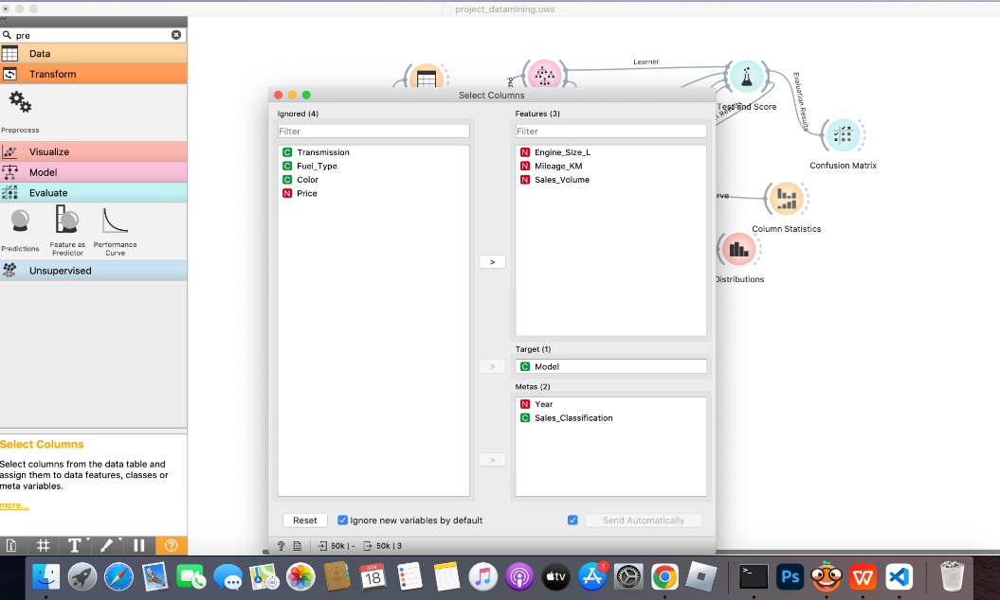 project_datamining.ows
pre
Data
Transform
Preprocess
Visualize
Model
Evaluate
Predictions
Feature as
Predictor
Performance
Curve
Unsupervised
Select Columns
Select columns from the data table and
assign them to data features, classes or
meta variables.
more...
Learner
Test and Score
Evaluation Results
Confusion Matrix
Column Statistics
Distributions
Select Columns
Ignored (4)
Filter
C Transmission
C Fuel_Type
C Color
N Price
>
>
>
Features (3)
Filter
N Engine_Size_L
N Mileage_KM
N Sales_Volume
Target (1)
C Model
Metas (2)
N Year
C Sales_Classification
Reset
Ignore new variables by default
Send Automatically
? 50k | - 50k | 3
JAN
18
tv
1
Ps
W